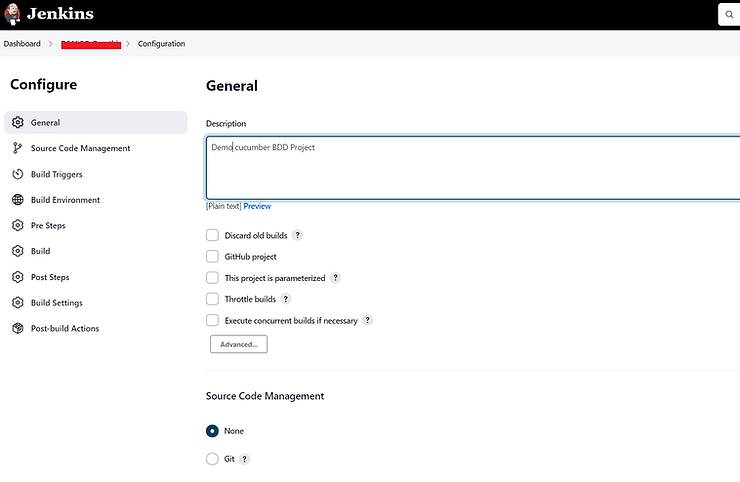 Jenkins
Dashboard
Configuration
Configure
General
Source Code Management
Build Triggers
Build Environment
Pre Steps
Build
Post Steps
Build Settings
Post-build Actions
General
Description
Demo cucumber BDD Project
[Plain text] Preview
Discard old builds ?
GitHub project
This project is parameterized ?
Throttle builds ?
Execute concurrent builds if necessary ?
Advanced...
Source Code Management
None
Git ?